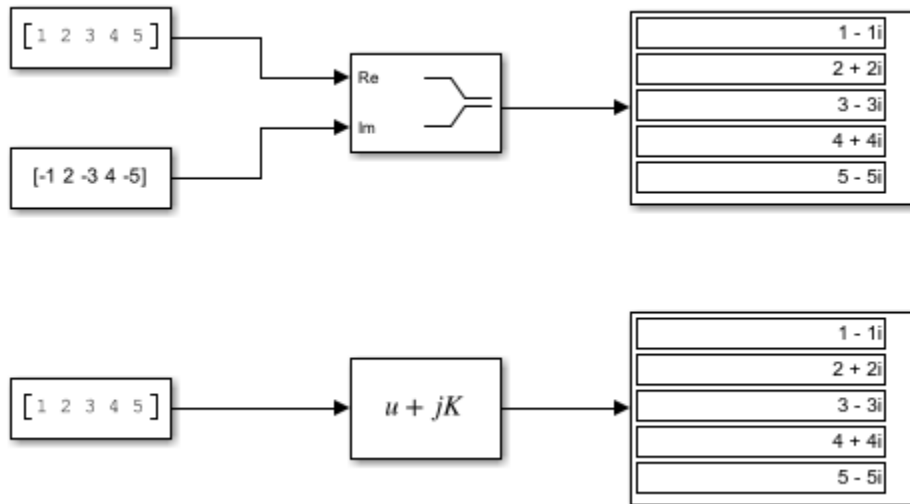 [1 2 3 4 5]
Re
Im
[-1 2 -3 4 -5]
1 - 1i
2 + 2i
3 - 3i
4 + 4i
5 - 5i
[1 2 3 4 5]
u + jK
1 - 1i
2 + 2i
3 - 3i
4 + 4i
5 - 5i